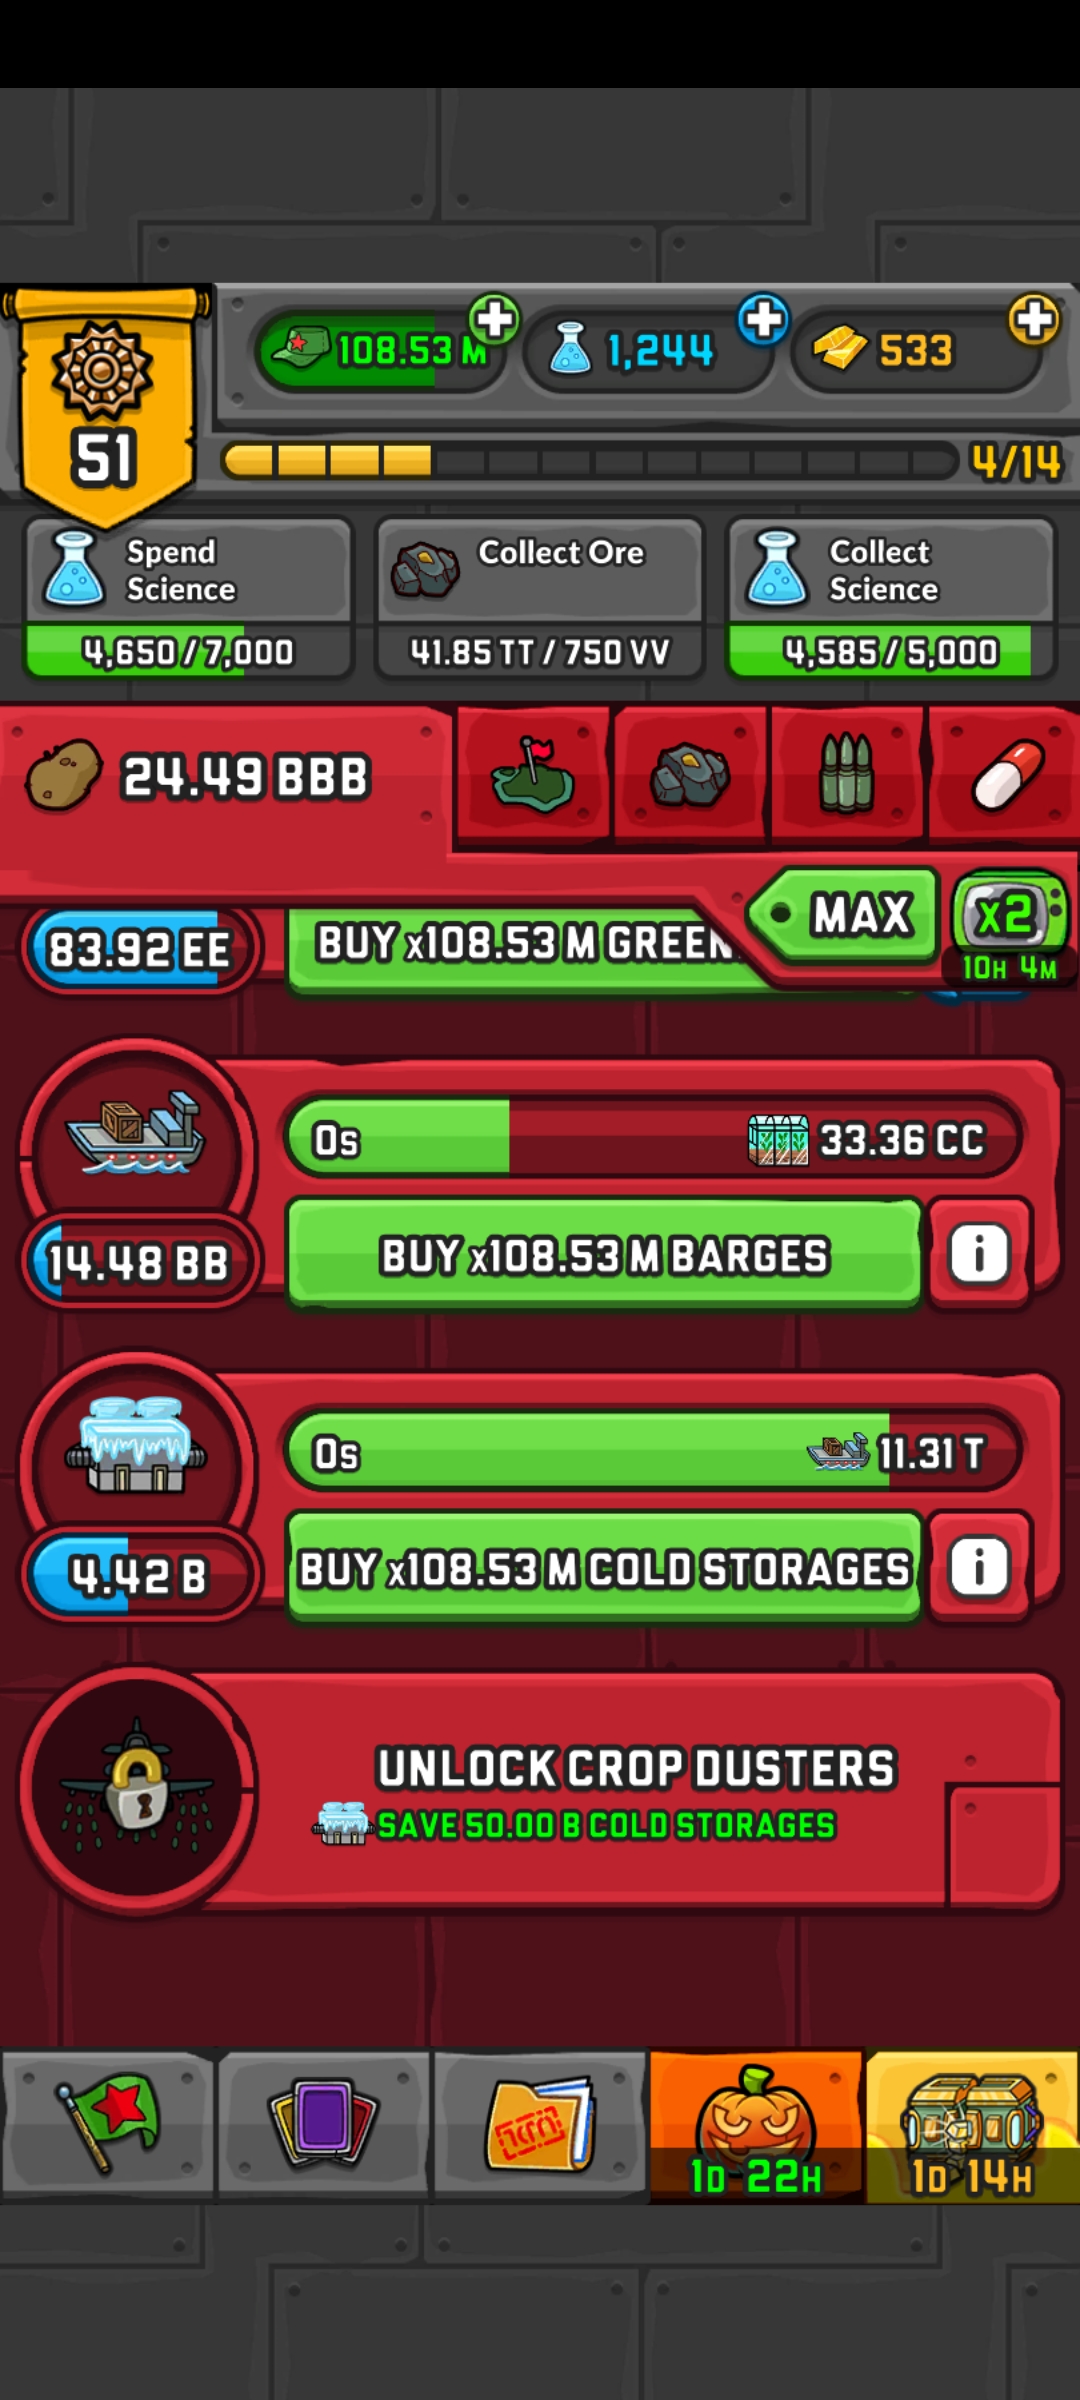 51
108.53 M
1,244
533
4/14
Spend
Science
4,650/7,000
Collect Ore
41.85 TT/750 VV
Collect
Science
4,585/5,000
24.49 BBB
MAX
x2
10H 4M
83.92 EE
BUY x108.53 M GREEN
0s
33.36 CC
14.48 BB
BUY x108.53 M BARGES
i
0s
11.31 T
4.42 B
BUY x108.53 M COLD STORAGES
i
UNLOCK CROP DUSTERS
SAVE 50.00 B COLD STORAGES
1D 22H
1D 14H